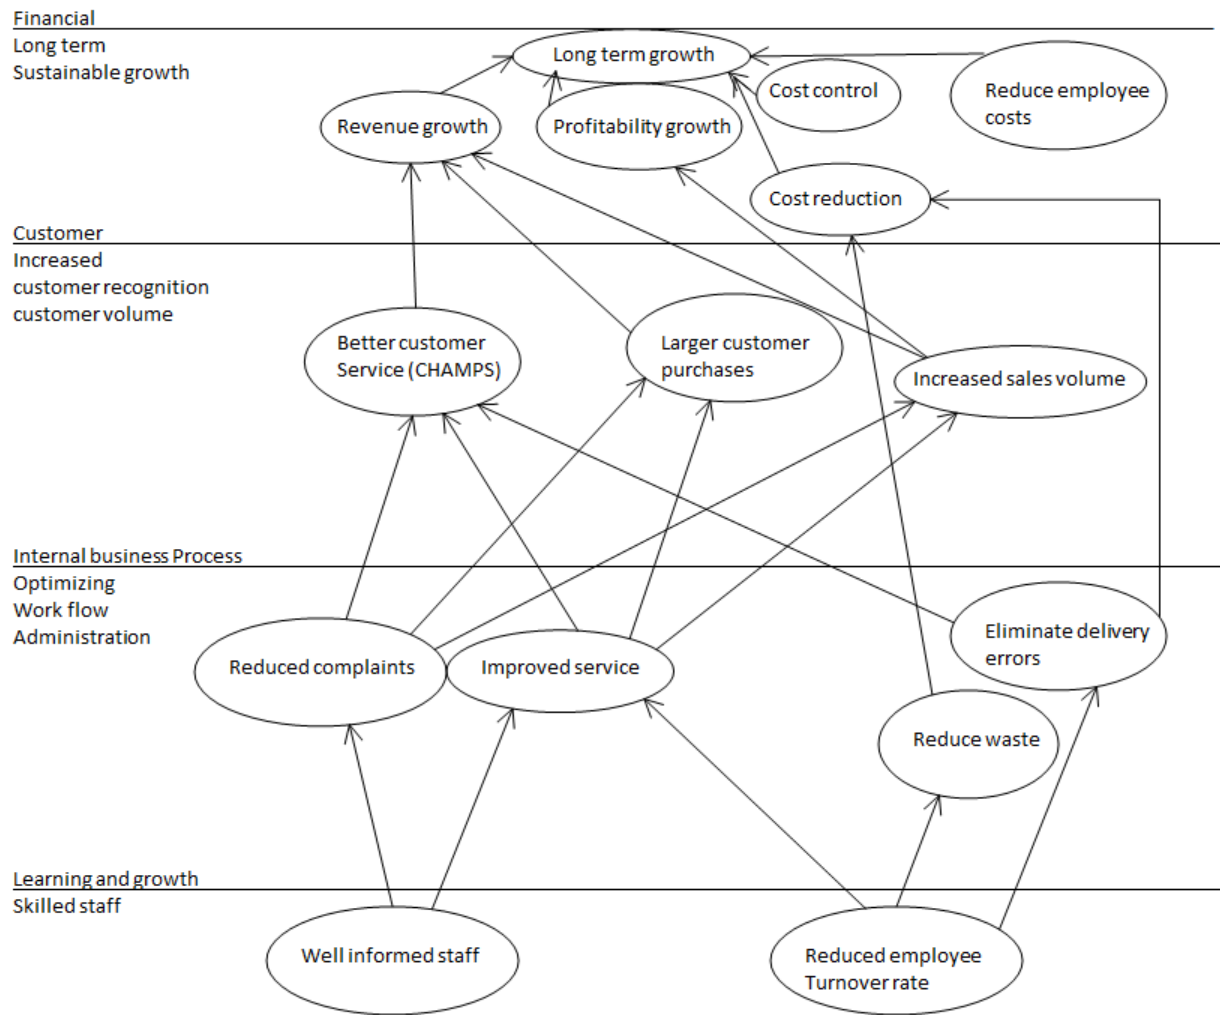 Financial
Long term
Sustainable growth
Long term growth
Cost control
Reduce employee
costs
Revenue growth
Profitability growth
Cost reduction
Customer
Increased
customer recognition
customer volume
Better customer
Service (CHAMPS)
Larger customer
purchases
Increased sales volume
Internal business Process
Optimizing
Work flow
Administration
Reduced complaints
Improved service
Eliminate delivery
errors
Reduce waste
Learning and growth
Skilled staff
Well informed staff
Reduced employee
Turnover rate